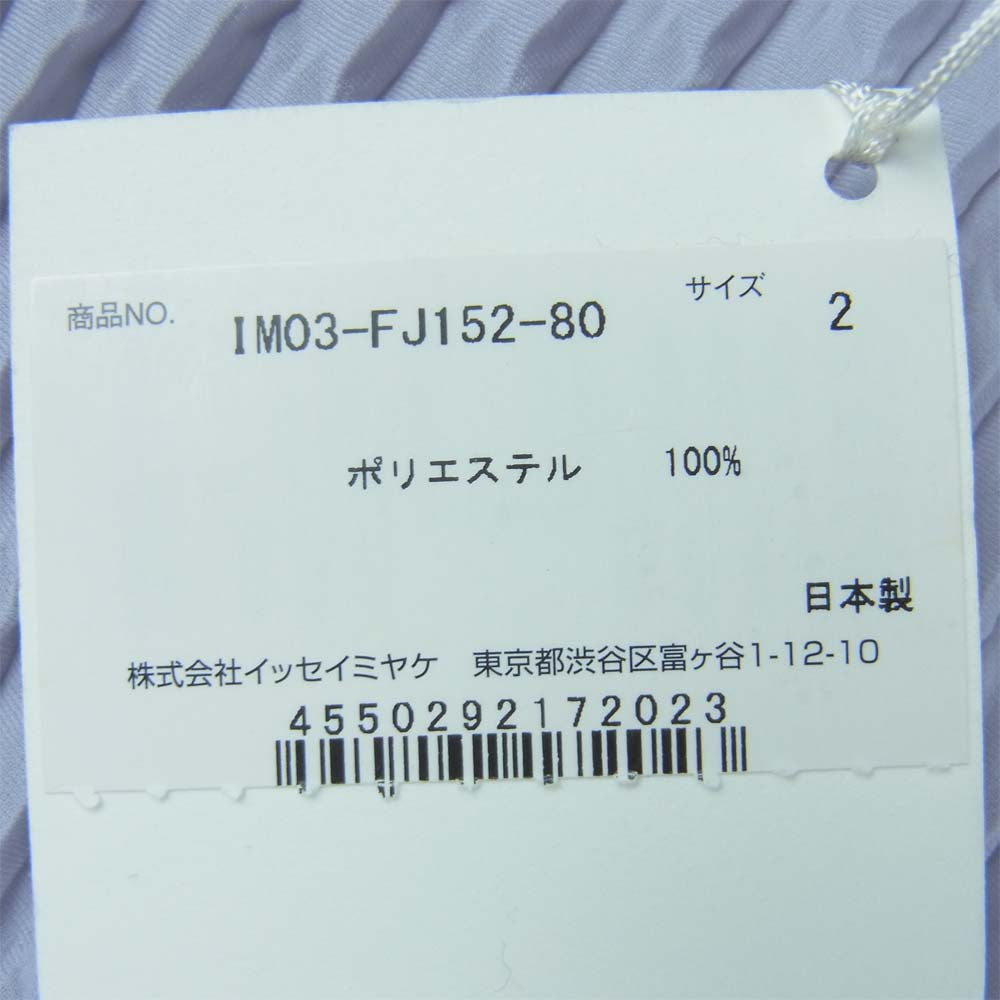 商品NO. IM03-FJ152-80 サイズ 2
ポリエステル 100%
日本製
株式会社イッセイミヤケ 東京都渋谷区富ヶ谷1-12-10
4550292172023